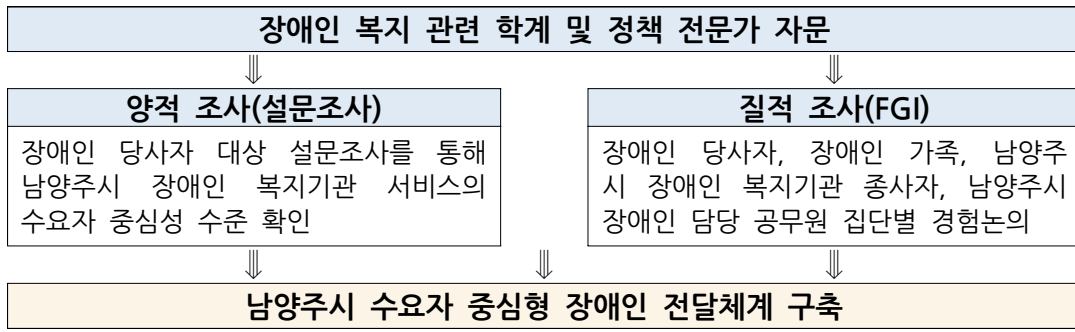 장애인 복지 관련 학계 및 정책 전문가 자문
⇓ ⇓
양적 조사(설문조사)
장애인 당사자 대상 설문조사를 통해
남양주시 장애인 복지기관 서비스의
수요자 중심성 수준 확인
질적 조사(FGI)
장애인 당사자, 장애인 가족, 남양주
시 장애인 복지기관 종사자, 남양주시
장애인 담당 공무원 집단별 경험논의
⇓ ⇓ ⇓
남양주시 수요자 중심형 장애인 전달체계 구축